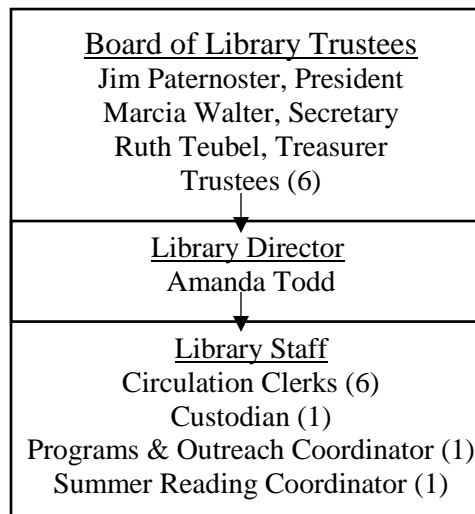 Board of Library Trustees
Jim Paternoster, President
Marcia Walter, Secretary
Ruth Teubel, Treasurer
Trustees (6)
Library Director
Amanda Todd
Library Staff
Circulation Clerks (6)
Custodian (1)
Programs & Outreach Coordinator (1)
Summer Reading Coordinator (1)